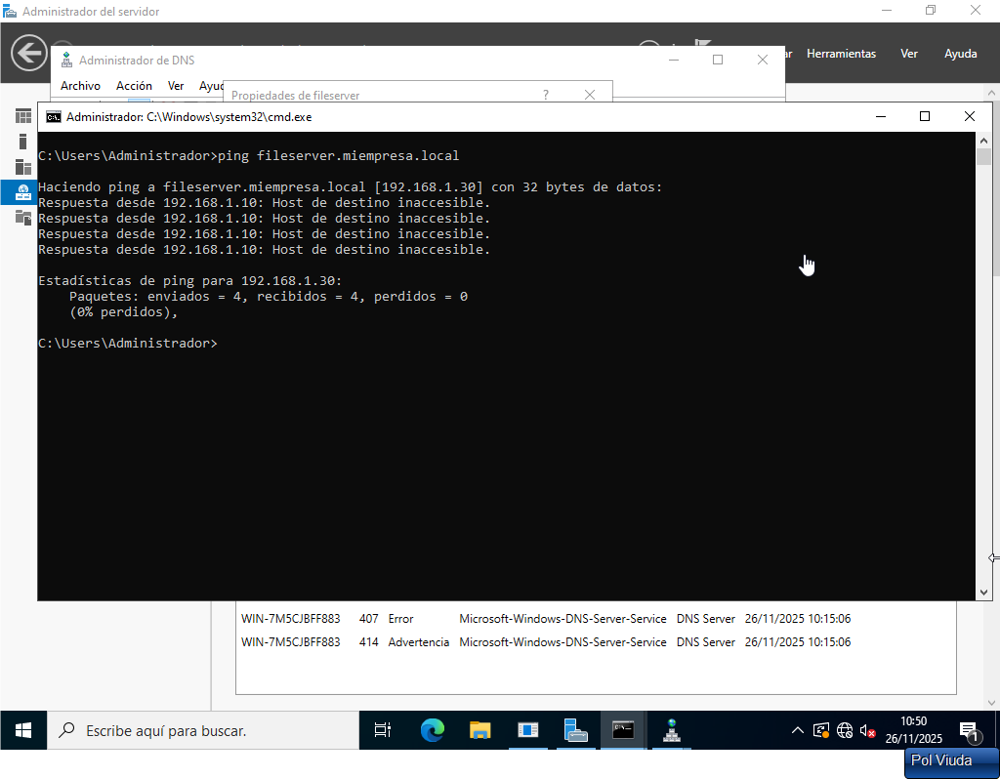 Administrador del servidor
Herramientas
Ver
Ayuda
Administrador de DNS
Archivo
Acción
Ver
Propiedades de fileserver
?
Administrador: C:\Windows\system32\cmd.exe
C:\Users\Administrador>ping fileserver.miempresa.local
Haciendo ping a fileserver.miempresa.local [192.168.1.30] con 32 bytes de datos:
Respuesta desde 192.168.1.10: Host de destino inaccesible.
Respuesta desde 192.168.1.10: Host de destino inaccesible.
Respuesta desde 192.168.1.10: Host de destino inaccesible.
Respuesta desde 192.168.1.10: Host de destino inaccesible.
Estadísticas de ping para 192.168.1.30:
Paquetes: enviados = 4, recibidos = 4, perdidos = 0
(0% perdidos),
C:\Users\Administrador>
WIN-7M5CJBFF883 407 Error Microsoft-Windows-DNS-Server-Service DNS Server 26/11/2025 10:15:06
WIN-7M5CJBFF883 414 Advertencia Microsoft-Windows-DNS-Server-Service DNS Server 26/11/2025 10:15:06
Escribe aquí para buscar.
10:50
26/11/2025
1
Pol Viuda